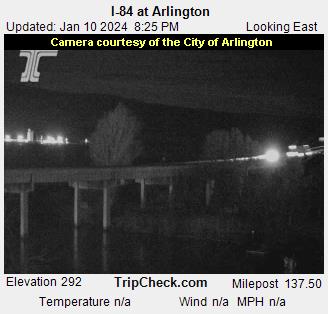 I-84 at Arlington
Updated: Jan 10 2024 8:25 PM Looking East
Camera courtesy of the City of Arlington
Elevation 292 TripCheck.com Milepost 137.50
Temperature n/a Wind n/a MPH n/a